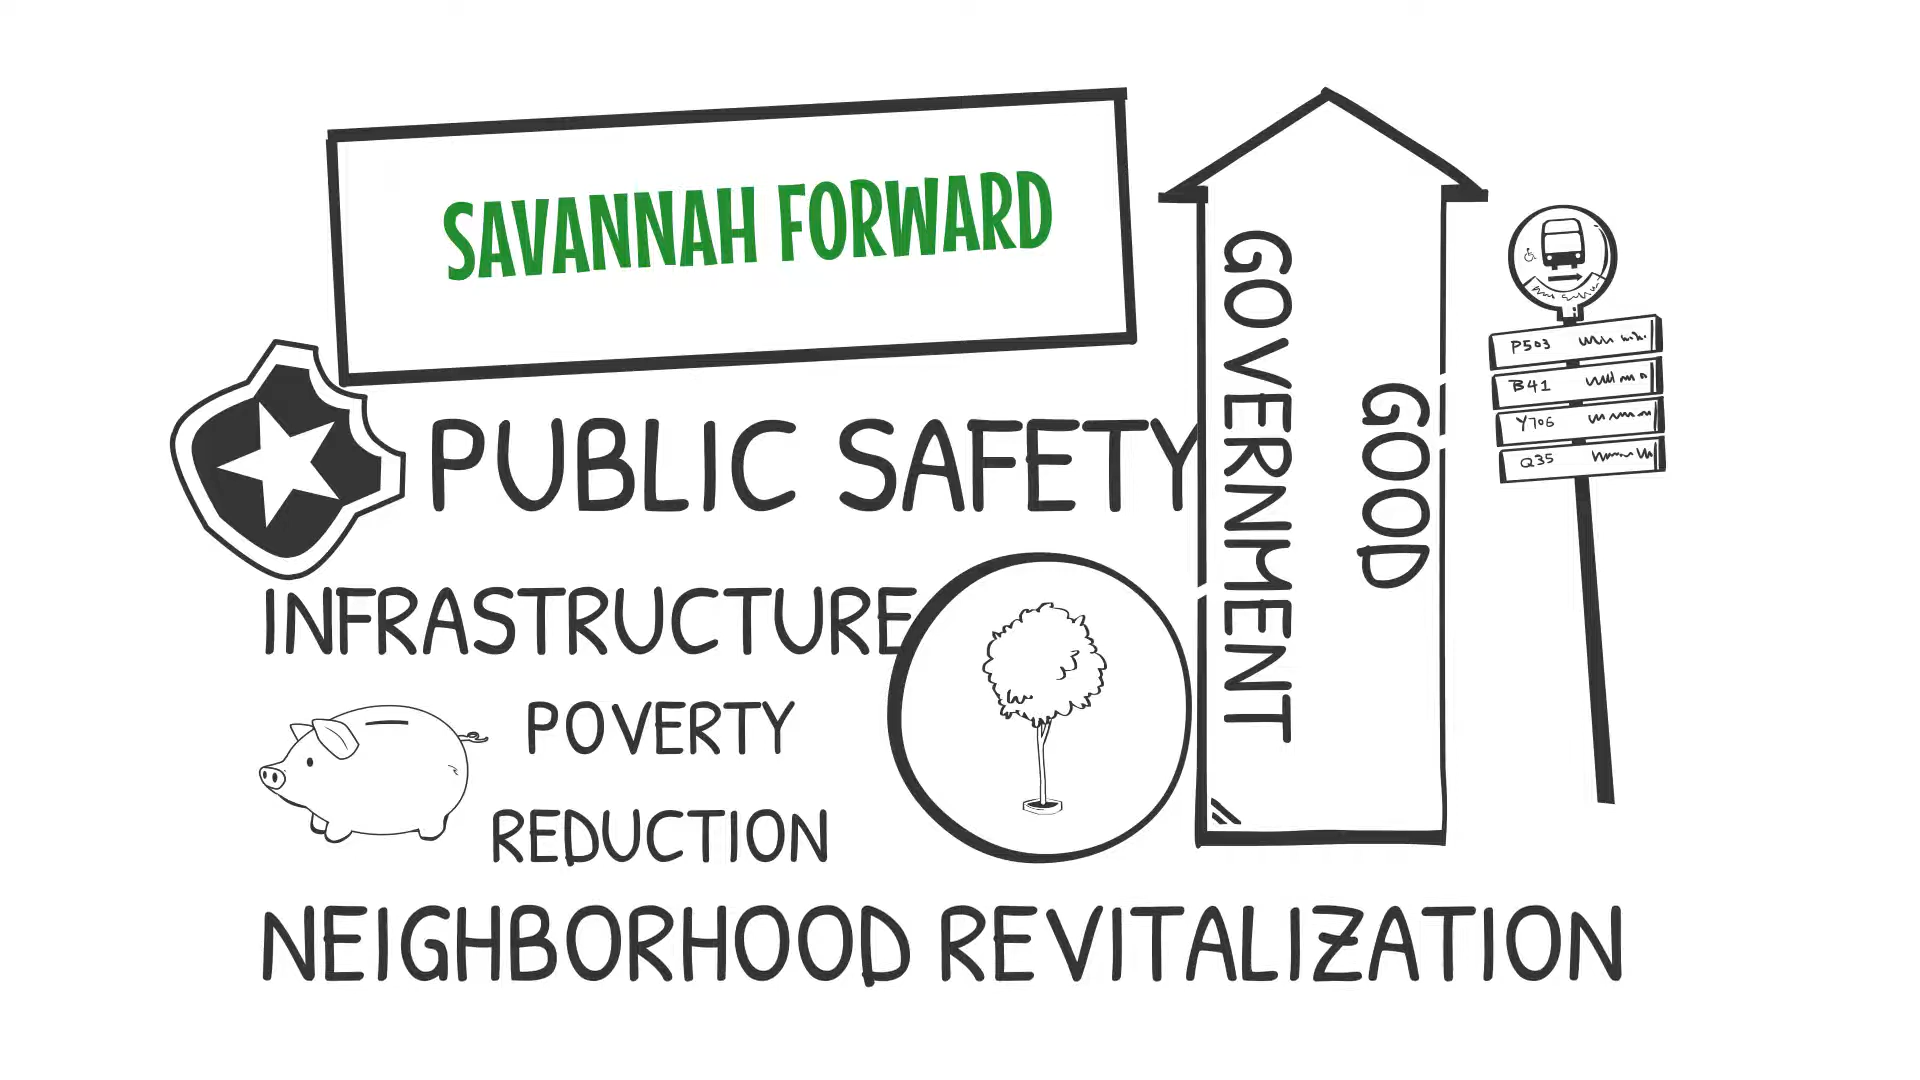 SAVANNAH FORWARD
PUBLIC SAFETY
INFRASTRUCTURE
POVERTY
REDUCTION
NEIGHBORHOOD REVITALIZATION
GOOD
GOVERNMENT
P503
B41
Y706
Q35